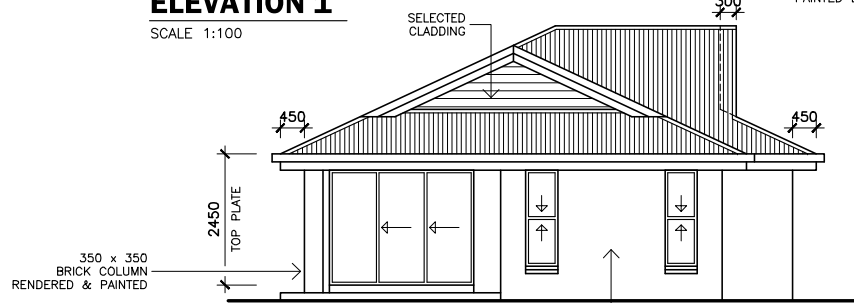 ELEVATION 1
SCALE 1:100
SELECTED
CLADDING
300
450
450
2450
TOP PLATE
350 x 350
BRICK COLUMN
RENDERED & PAINTED